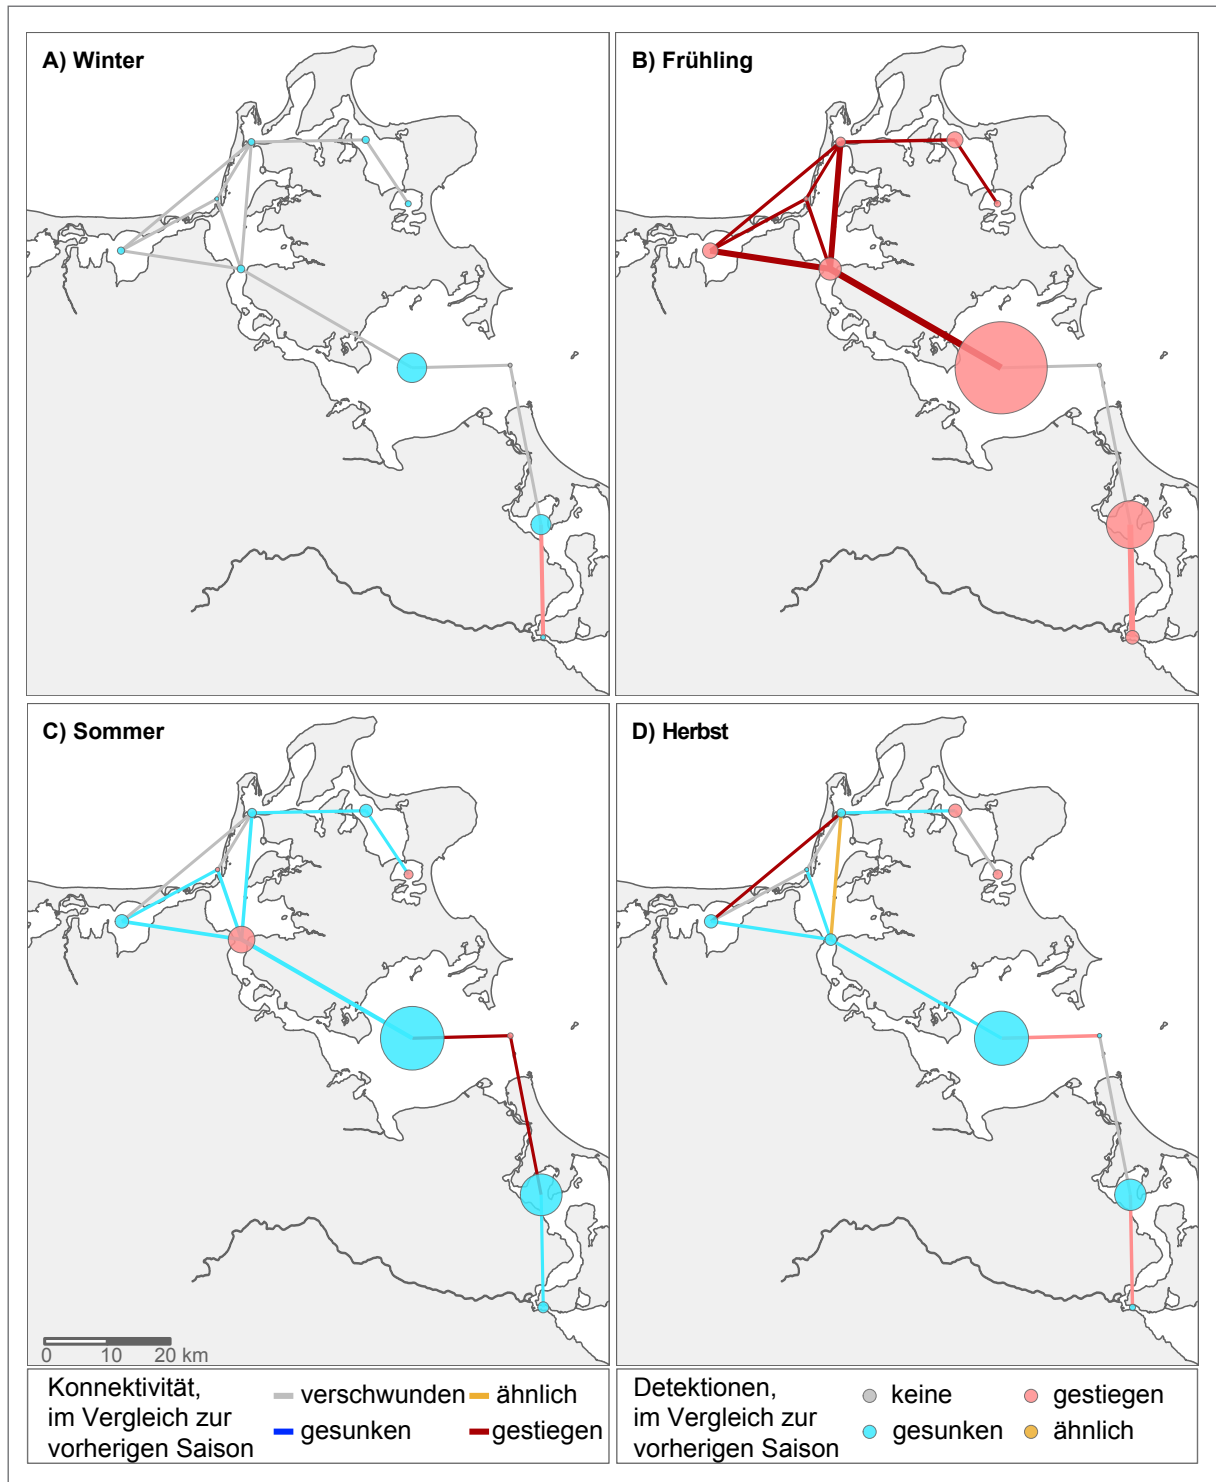 A) Winter
B) Frühling
C) Sommer
D) Herbst
0 10 20 km
Konnektivität,
im Vergleich zur
vorherigen Saison
verschwunden
ähnlich
gesunken
gestiegen
Detektionen,
im Vergleich zur
vorherigen Saison
keine
gestiegen
gesunken
ähnlich